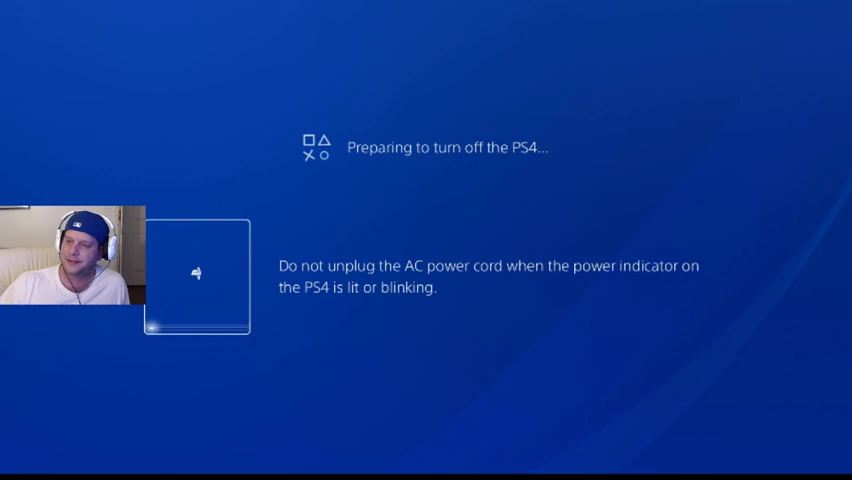 Preparing to turn off the PS4...
Do not unplug the AC power cord when the power indicator on
the PS4 is lit or blinking.